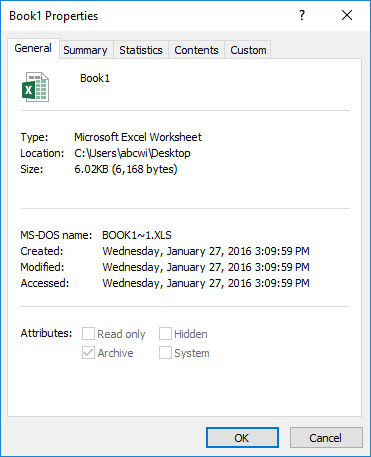 Book1 Properties
General Summary Statistics Contents Custom
Book1
Type: Microsoft Excel Worksheet
Location: C:\Users\abcwi\Desktop
Size: 6.02KB (6,168 bytes)
MS-DOS name: BOOK1~1.XLS
Created: Wednesday, January 27, 2016 3:09:59 PM
Modified: Wednesday, January 27, 2016 3:09:59 PM
Accessed: Wednesday, January 27, 2016 3:09:59 PM
Attributes: Read only Hidden
Archive System
OK Cancel